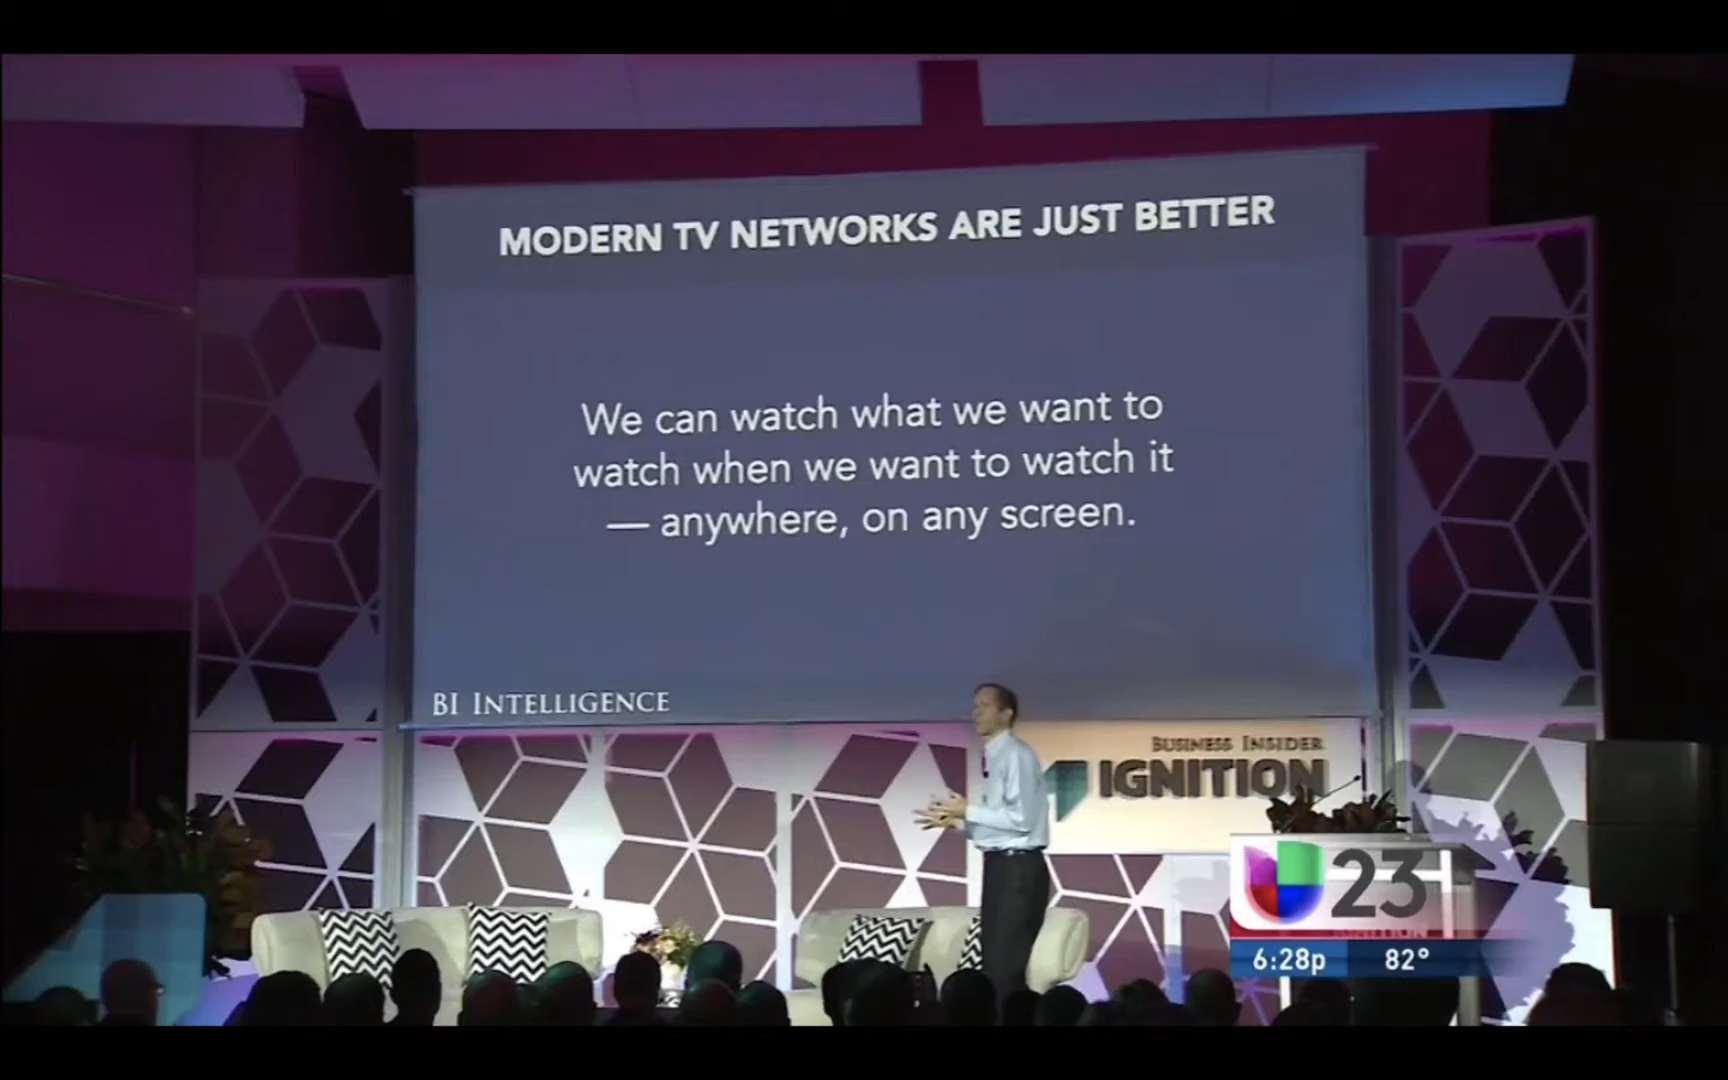 MODERN TV NETWORKS ARE JUST BETTER
We can watch what we want to
watch when we want to watch it
— anywhere, on any screen.
BI INTELLIGENCE
BUSINESS INSIDER
IGNITION
23
6:28p 82°